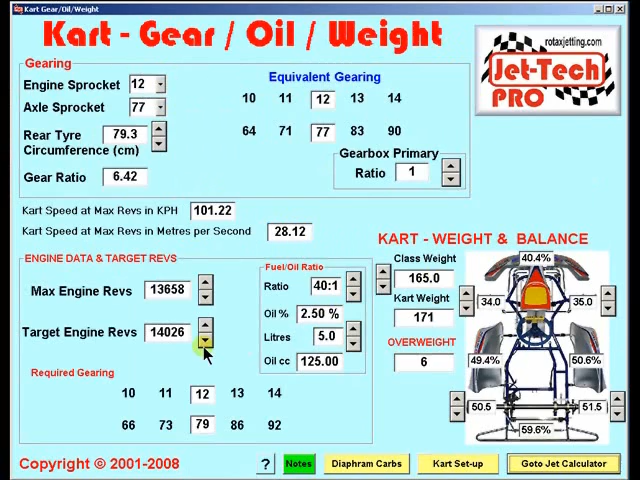 Kart Gear/Oil/Weight
Kart - Gear / Oil / Weight
rotaxjetting.com
Jet-Tech
PRO
Gearing
Engine Sprocket 12
Axle Sprocket 77
Rear Tyre
Circumference (cm) 79.3
Gear Ratio 6.42
Equivalent Gearing
10 11 12 13 14
64 71 77 83 90
Gearbox Primary
Ratio 1
Kart Speed at Max Revs in KPH 101.22
Kart Speed at Max Revs in Metres per Second 28.12
ENGINE DATA & TARGET REVS
Max Engine Revs 13658
Target Engine Revs 14026
Required Gearing
10 11 12 13 14
66 73 79 86 92
Fuel/Oil Ratio
Ratio 40:1
Oil % 2.50 %
Litres 5.0
Oil cc 125.00
KART - WEIGHT & BALANCE
Class Weight
165.0
Kart Weight
171
OVERWEIGHT
6
40.4%
34.0 35.0
49.4% 50.6%
50.5 51.5
59.6%
Copyright © 2001-2008
? Notes Diaphram Carbs Kart Set-up Goto Jet Calculator